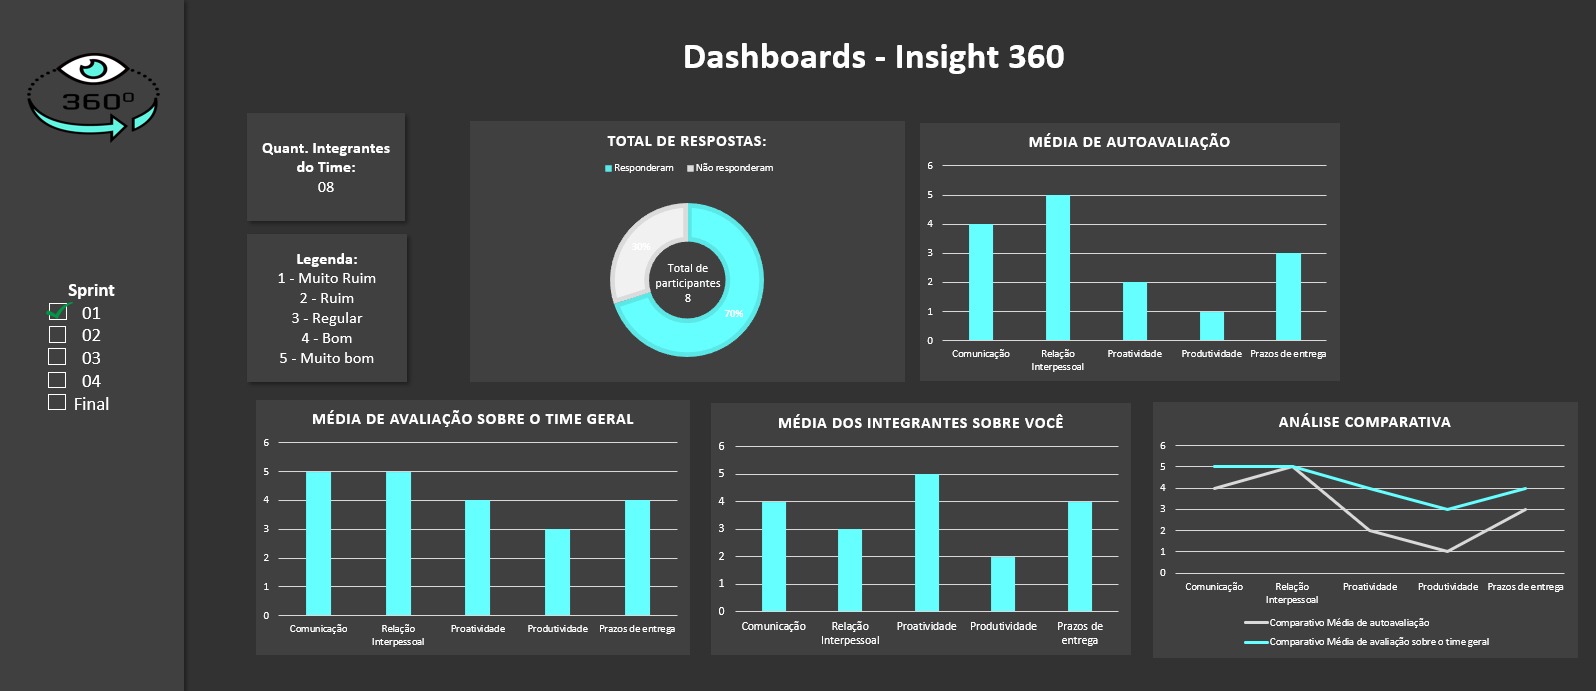 360º
Sprint
01
02
03
04
Final
Dashboards - Insight 360
Quant. Integrantes
do Time:
08
Legenda:
1 - Muito Ruim
2 - Ruim
3 - Regular
4 - Bom
5 - Muito bom
TOTAL DE RESPOSTAS:
Responderam
Não responderam
30%
Total de
participantes
8
70%
MÉDIA DE AUTOAVALIAÇÃO
6
5
4
3
2
1
0
Comunicação
Relação
Interpessoal
Proatividade
Produtividade
Prazos de entrega
MÉDIA DE AVALIAÇÃO SOBRE O TIME GERAL
6
5
4
3
2
1
0
Comunicação
Relação
Interpessoal
Proatividade
Produtividade
Prazos de entrega
MÉDIA DOS INTEGRANTES SOBRE VOCÊ
6
5
4
3
2
1
0
Comunicação
Relação
Interpessoal
Proatividade
Produtividade
Prazos de
entrega
ANÁLISE COMPARATIVA
6
5
4
3
2
1
0
Comunicação
Relação
Interpessoal
Proatividade
Produtividade
Prazos de entrega
Comparativo Média de autoavaliação
Comparativo Média de avaliação sobre o time geral